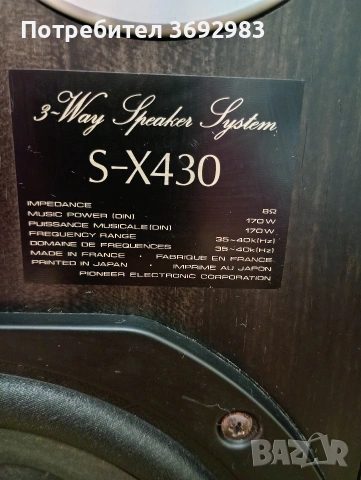 Потребител 3692983
3-Way Speaker System
S-X430
IMPEDANCE 8Ω
MUSIC POWER (DIN) 170 W
PUISSANCE MUSICALE (DIN) 170 W
FREQUENCY RANGE 35~40k(Hz)
DOMAINE DE FREQUENCES 35~40k(Hz)
MADE IN FRANCE FABRIQUE EN FRANCE
PRINTED IN JAPAN IMPRIME AU JAPON
PIONEER ELECTRONIC CORPORATION
BAZAR